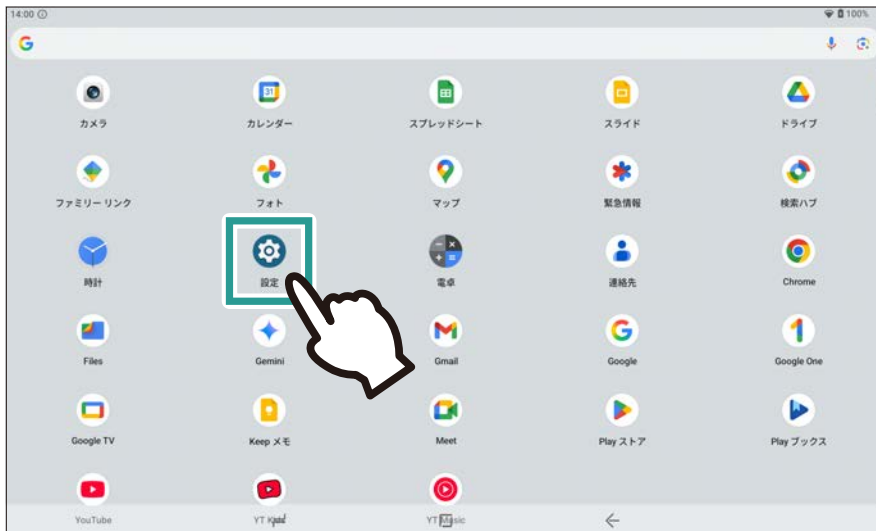 14:00
100%
カメラ
カレンダー
スプレッドシート
スライド
ドライブ
ファミリー リンク
フォト
マップ
緊急情報
検索ハブ
時計
設定
電卓
連絡先
Chrome
Files
Gemini
Gmail
Google
Google One
Google TV
Keep メモ
Meet
Play ストア
Play ブックス
YouTube
YT
YT Music